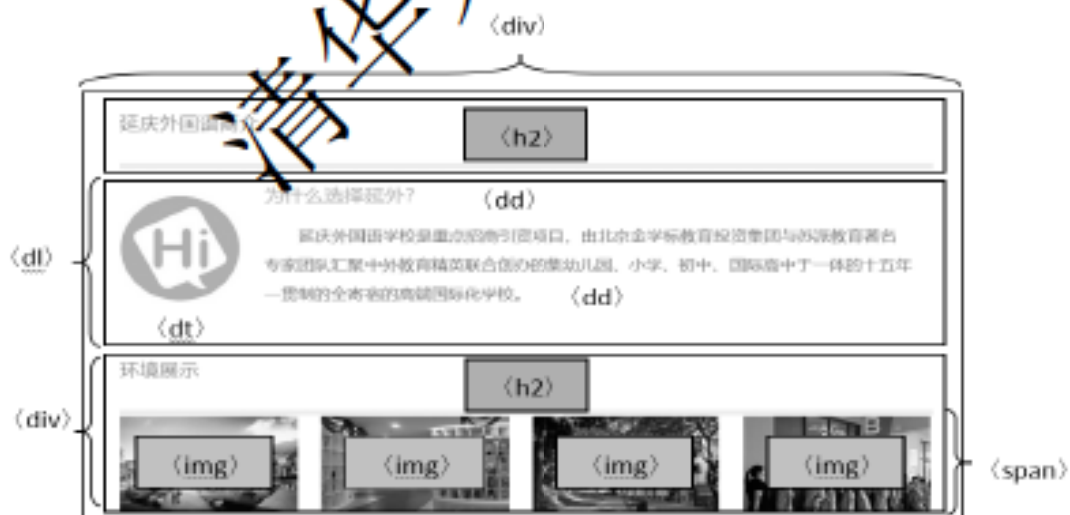 清华
〈div〉
延庆外国语简介
〈h2〉
为什么选择延外?
〈dd〉
Hi
〈dl〉
延庆外国语学校是重点招商引资项目，由北京金学标教育投资集团与苏派教育著名
专家团队汇聚中外教育精英联合创办的集幼儿园、小学、初中、国际高中于一体的十五年
一贯制的全寄宿的高端国际化学校。
〈dd〉
〈dt〉
环境展示
〈h2〉
〈div〉
〈img〉 〈img〉 〈img〉 〈img〉
〈span〉